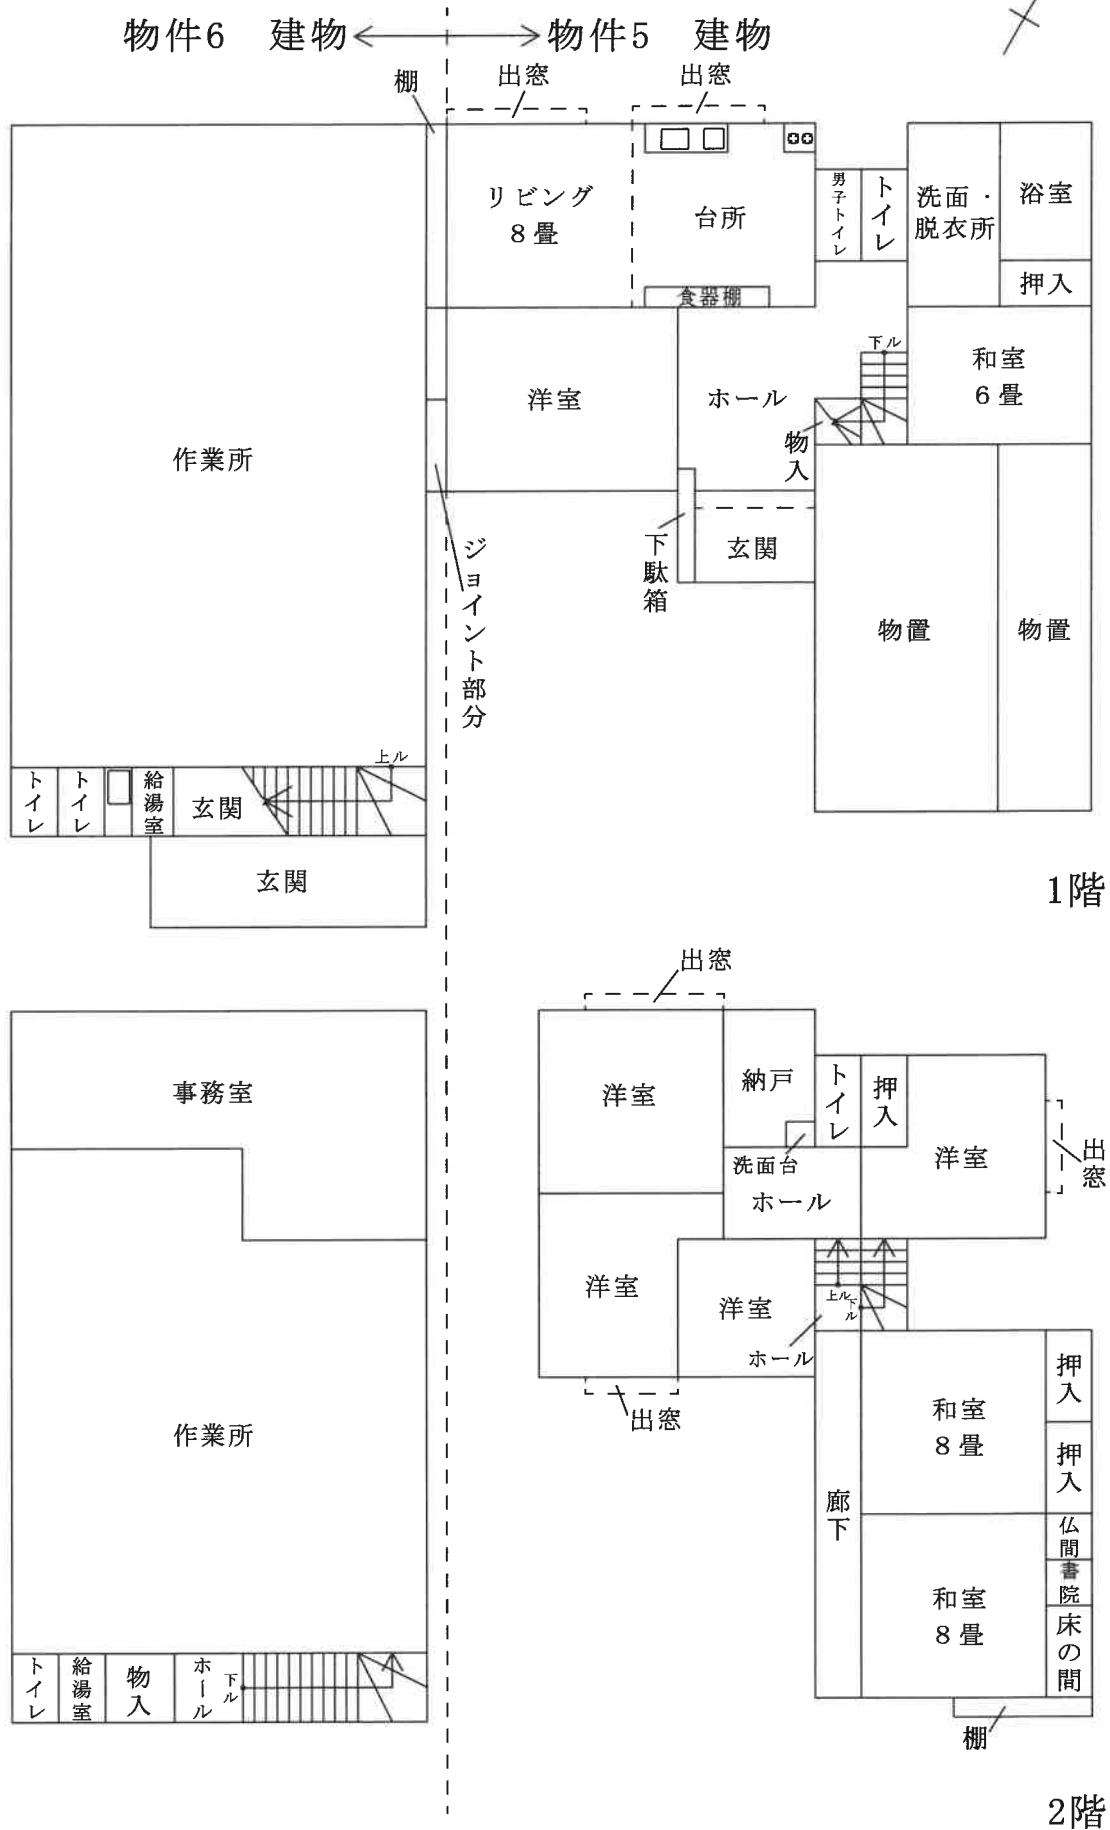 物件6 建物
物件5 建物
棚
出窓
出窓
リビング
8畳
台所
男子トイレ
トイレ
洗面・
脱衣所
浴室
押入
食器棚
洋室
ホール
下ル
和室
6畳
物入
作業所
下駄箱
玄関
ジョイント部分
物置
物置
上ル
トイレ
トイレ
給湯室
玄関
玄関
1階
出窓
事務室
洋室
納戸
トイレ
押入
洋室
出窓
洗面台
ホール
洋室
洋室
上ル
下ル
ホール
出窓
作業所
和室
8畳
押入
押入
廊下
仏間
書院
和室
8畳
床の間
トイレ
給湯室
物入
ホール
下ル
棚
2階